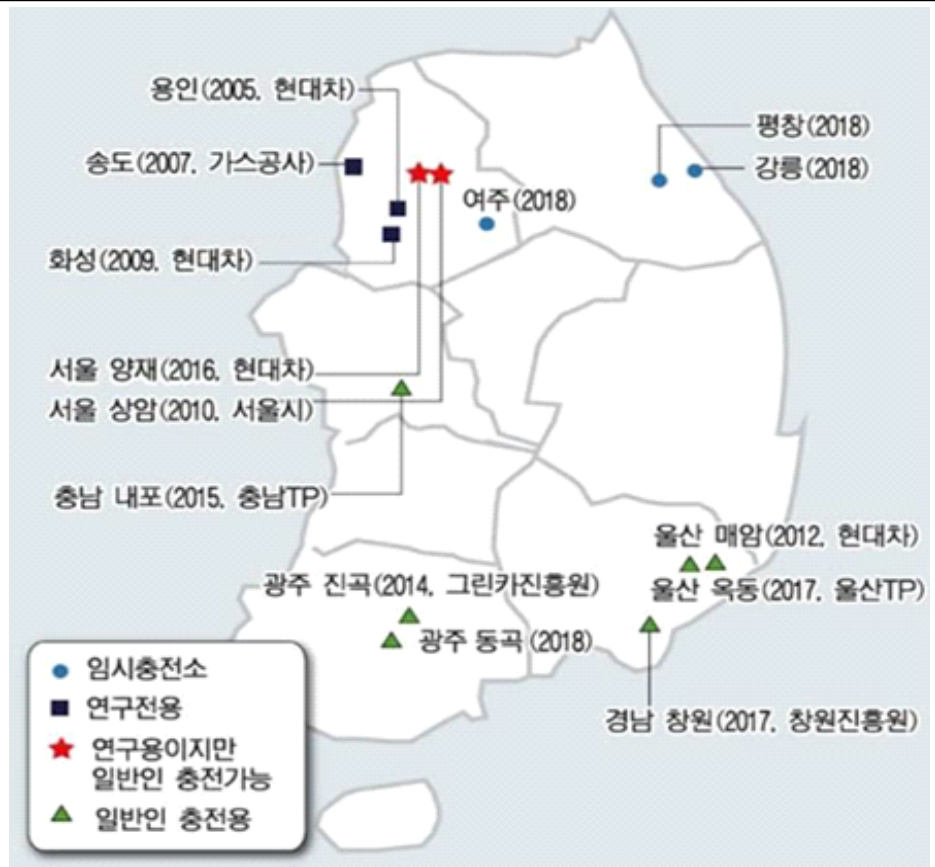 용인(2005, 현대차)
평창(2018)
송도(2007, 가스공사)
강릉(2018)
여주(2018)
화성(2009, 현대차)
서울 양재(2016, 현대차)
서울 상암(2010, 서울시)
충남 내포(2015, 충남TP)
울산 매암(2012, 현대차)
광주 진곡(2014, 그린카진흥원)
울산 옥동(2017, 울산TP)
광주 동곡(2018)
경남 창원(2017, 창원진흥원)
임시충전소
연구전용
연구용이지만
일반인 충전가능
일반인 충전용